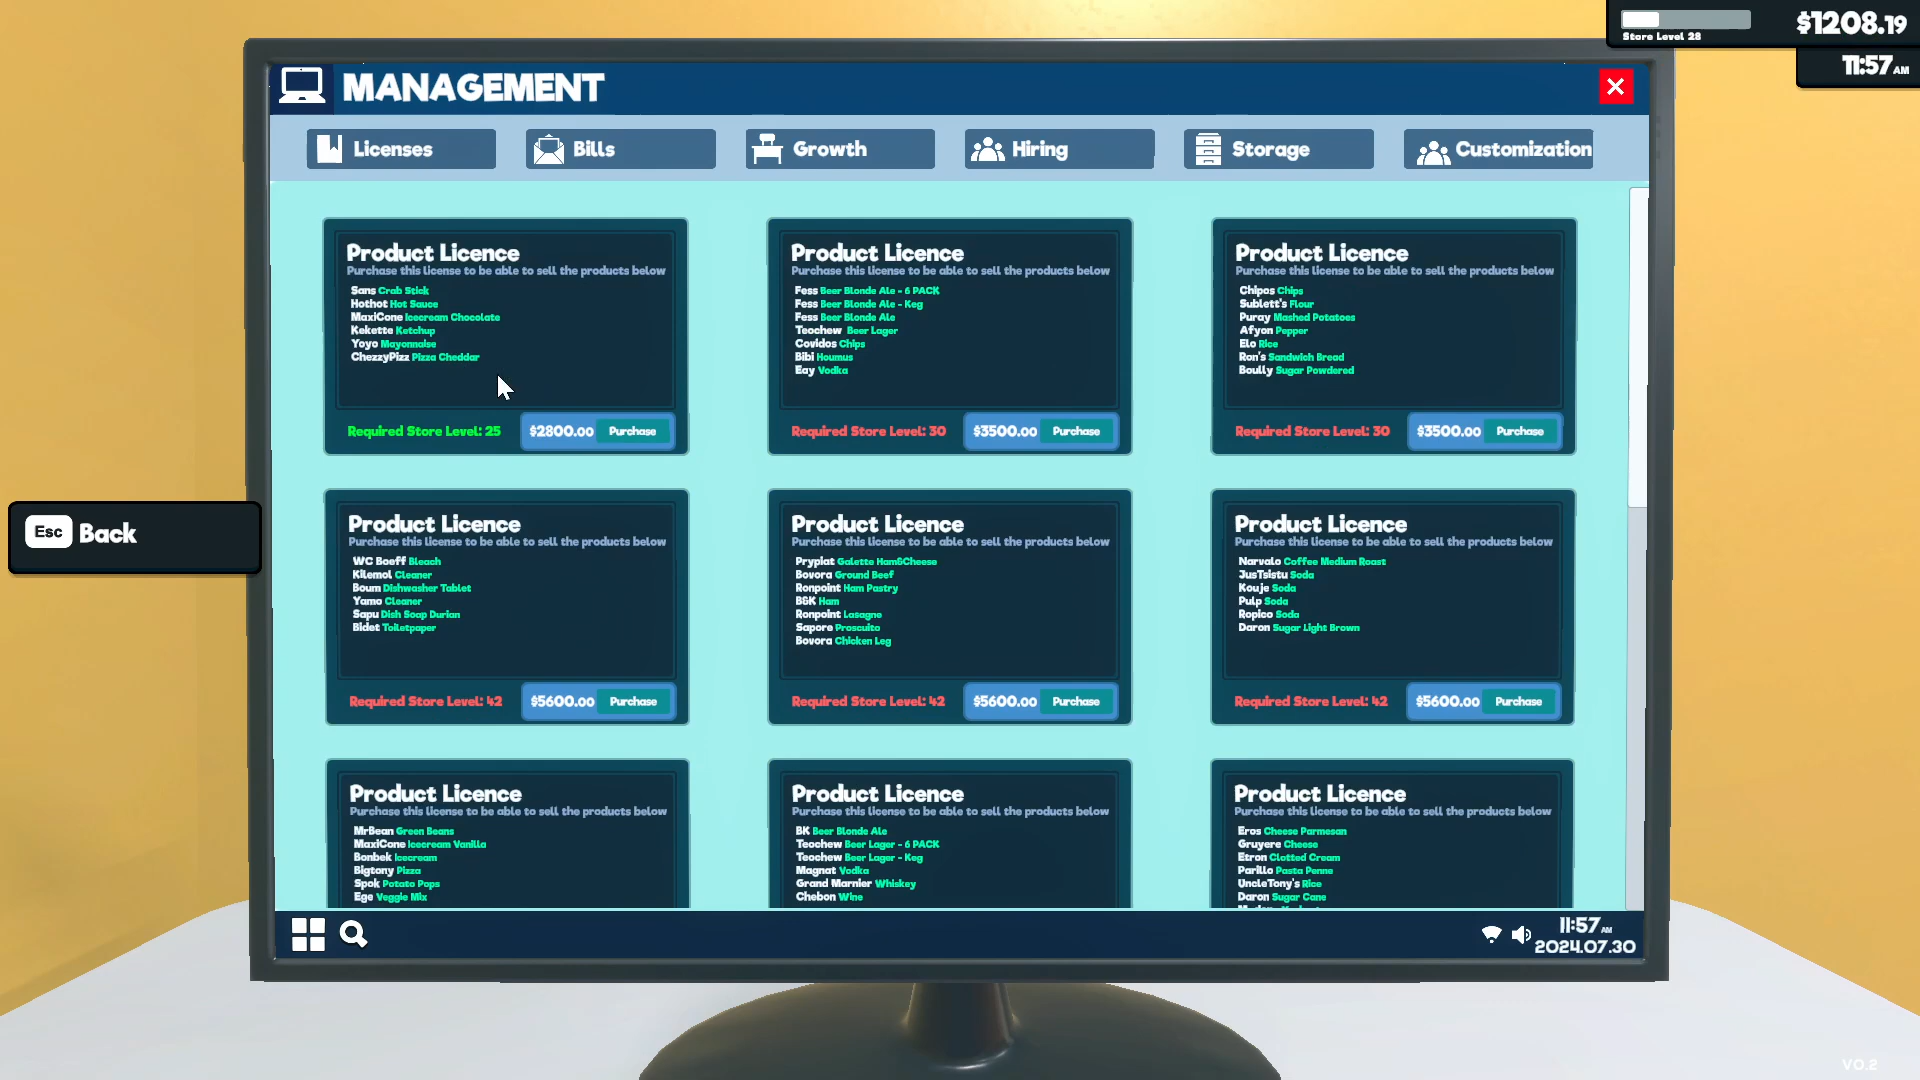 $1208.19
Store Level 28
11:57 AM
MANAGEMENT
Licenses
Bills
Growth
Hiring
Storage
Customization
Product Licence
Purchase this license to be able to sell the products below
Sans Crab Stick
Hothot Hot Sauce
MaxiCone Icecream Chocolate
Kekette Ketchup
Yoyo Mayonnaise
ChezzyPizz Pizza Cheddar
Required Store Level: 25
$2800.00 Purchase
Product Licence
Purchase this license to be able to sell the products below
Fess Beer Blonde Ale - 6 PACK
Fess Beer Blonde Ale - Keg
Fess Beer Blonde Ale
Teochew Beer Lager
Covidos Chips
Bibi Houmus
Eay Vodka
Required Store Level: 30
$3500.00 Purchase
Product Licence
Purchase this license to be able to sell the products below
Chipos Chips
Sublett's Flour
Puray Mashed Potatoes
Afyon Pepper
Elo Rice
Ron's Sandwich Bread
Boully Sugar Powdered
Required Store Level: 30
$3500.00 Purchase
Esc Back
Product Licence
Purchase this license to be able to sell the products below
WC Boeff Bleach
Kilemol Cleaner
Boum Dishwasher Tablet
Yamo Cleaner
Sapu Dish Soap Durian
Bidet Toiletpaper
Required Store Level: 42
$5600.00 Purchase
Product Licence
Purchase this license to be able to sell the products below
Prypiat Galette Ham&Cheese
Bovora Ground Beef
Ronpoint Ham Pastry
B&K Ham
Ronpoint Lasagne
Sapore Proscuito
Bovora Chicken Leg
Required Store Level: 42
$5600.00 Purchase
Product Licence
Purchase this license to be able to sell the products below
Narvalo Coffee Medium Roast
JusTsistu Soda
Kouje Soda
Pulp Soda
Ropico Soda
Daron Sugar Light Brown
Required Store Level: 42
$5600.00 Purchase
Product Licence
Purchase this license to be able to sell the products below
MrBean Green Beans
MaxiCone Icecream Vanilla
Bonbek Icecream
Bigtony Pizza
Spok Potato Pops
Ege Veggie Mix
Product Licence
Purchase this license to be able to sell the products below
BK Beer Blonde Ale
Teochew Beer Lager - 6 PACK
Teochew Beer Lager - Keg
Magnat Vodka
Grand Marnier Whiskey
Chebon Wine
Product Licence
Purchase this license to be able to sell the products below
Eros Cheese Parmesan
Gruyere Cheese
Etron Clotted Cream
Parillo Pasta Penne
UncleTony's Rice
Daron Sugar Cane
11:57 AM
2024.07.30
V0.2